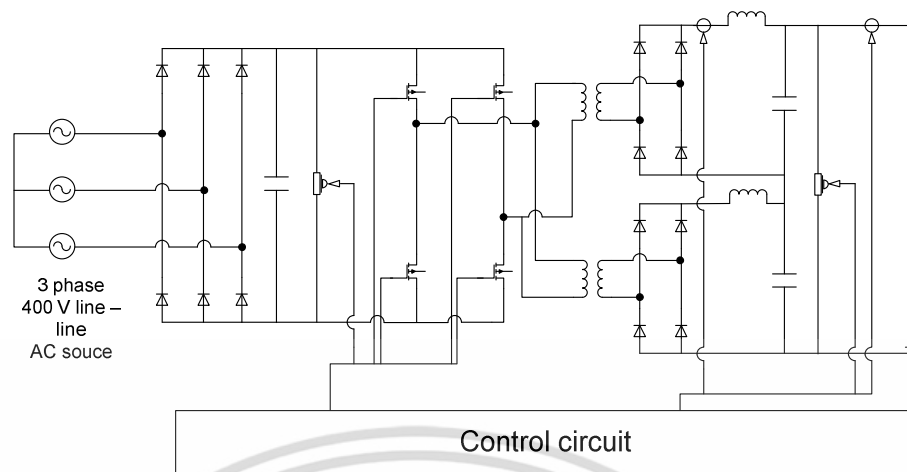 3 phase
400 V line –
line
AC souce
Control circuit